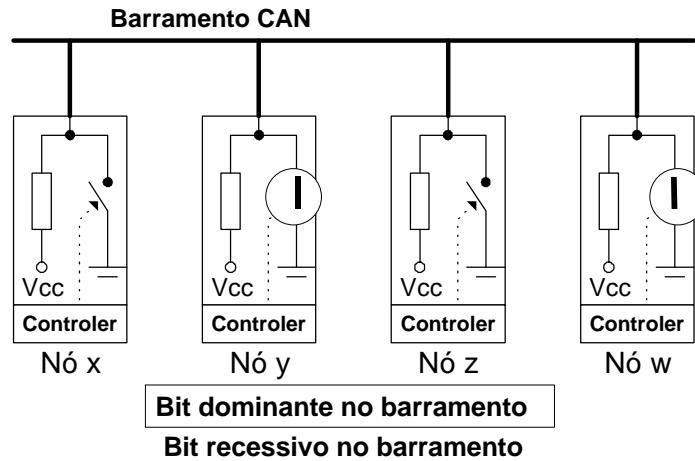 Barramento CAN
Vcc Vcc Vcc Vcc
Controler Controler Controler Controler
Nó x Nó y Nó z Nó w
Bit dominante no barramento
Bit recessivo no barramento